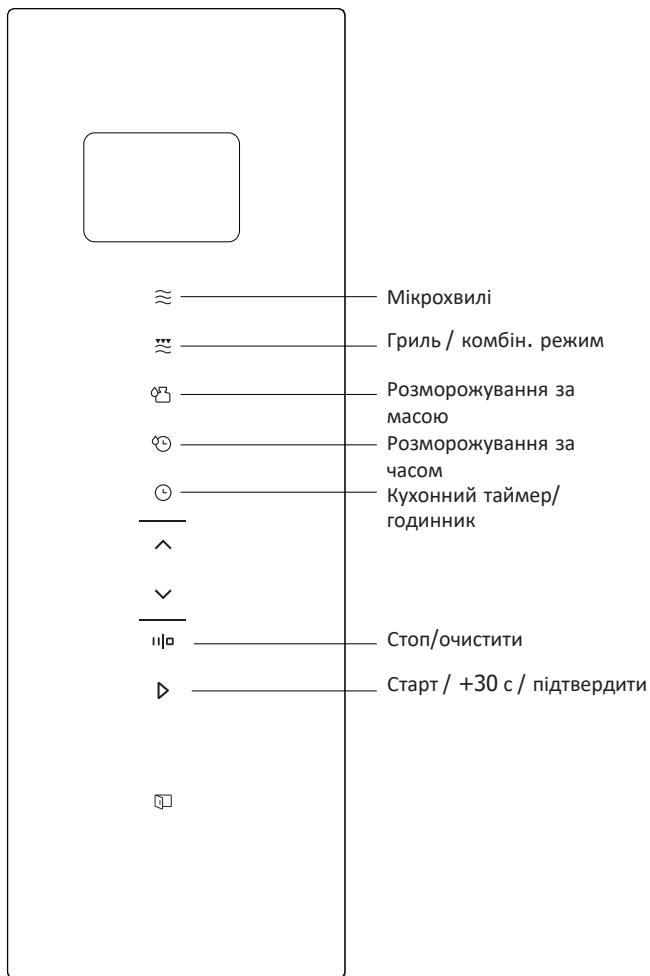 Мікрохвилі
Гриль / комбін. режим
Розморожування за
масою
Розморожування за
часом
Кухонний таймер/
годинник
Стоп/очистити
Старт / +30 с / підтвердити